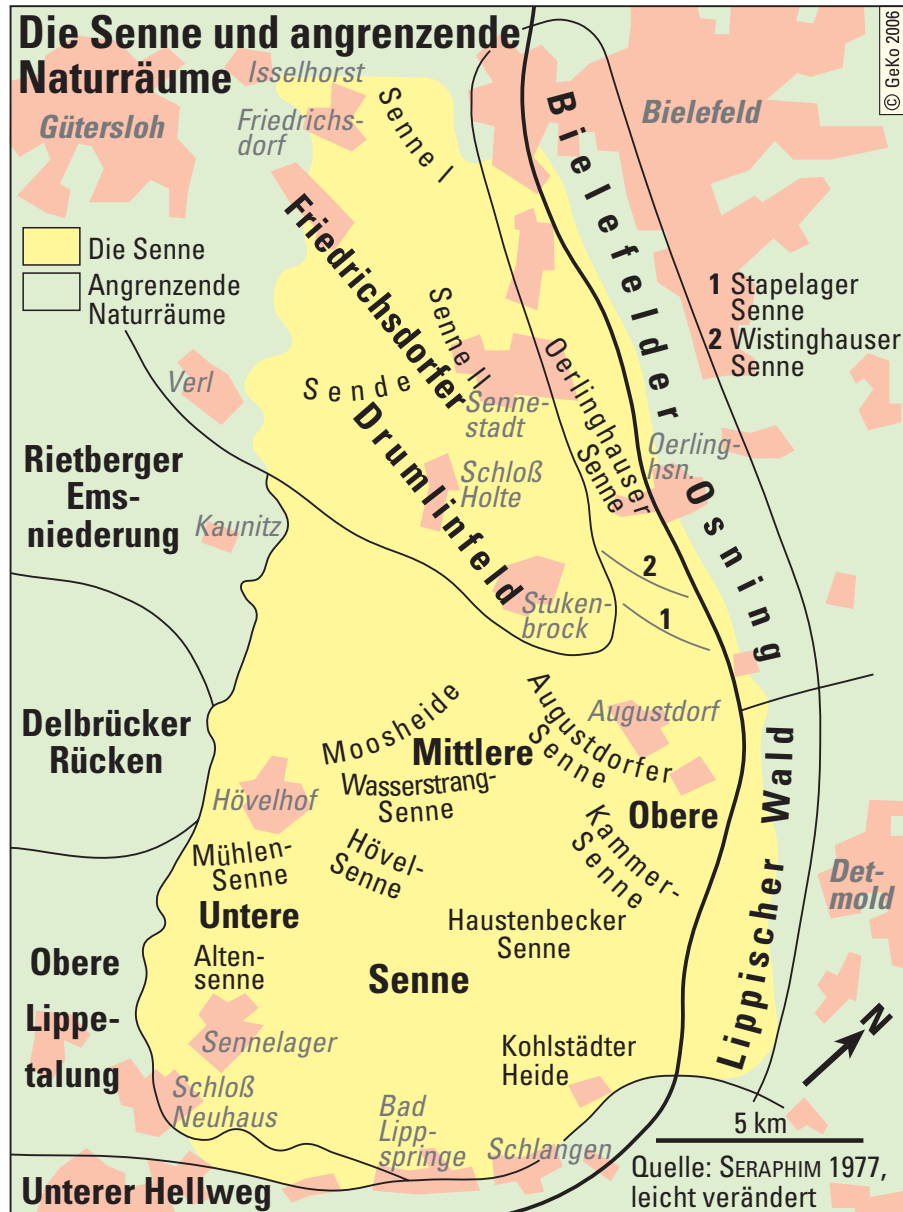 Die Senne und angrenzende
Naturräume
© GeKo 2006
Isselhorst
Gütersloh
Friedrichs-
dorf
Senne I
Bielefeld
Bielefelder Osning
Die Senne
Angrenzende
Naturräume
Friedrichsdorfer
Drumlinfeld
1 Stapelager
Senne
2 Wistinghauser
Senne
Senne II
Sende
Verl
Senne-
stadt
Oerlinghauser
Senne
Oerling-
hsn.
Schloß
Holte
Rietberger
Ems-
niederung
Kaunitz
2
1
Stuken-
brock
Delbrücker
Rücken
Moosheide
Mittlere
Augustdorfer
Senne
Augustdorf
Wasserstrang-
Senne
Hövelhof
Obere
Lippischer Wald
Mühlen-
Senne
Hövel-
Senne
Kammer-
Senne
Det-
mold
Untere
Haustenbecker
Senne
Alten-
senne
Senne
Obere
Lippe-
talung
Sennelager
Kohlstädter
Heide
N
Schloß
Neuhaus
Bad
Lipp-
springe
Schlangen
5 km
Unterer Hellweg
Quelle: SERAPHIM 1977,
leicht verändert